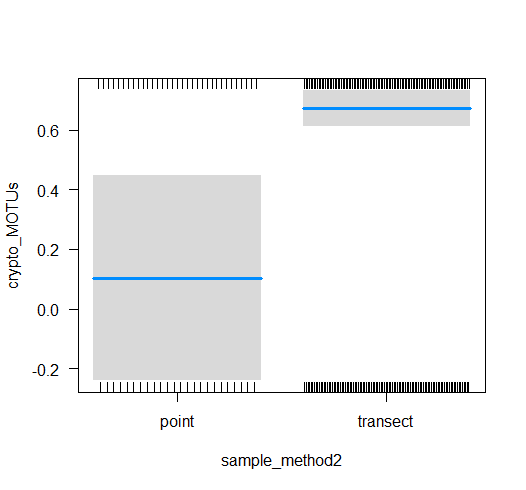 crypto_MOTUs
0.6
0.4
0.2
0.0
-0.2
point
transect
sample_method2